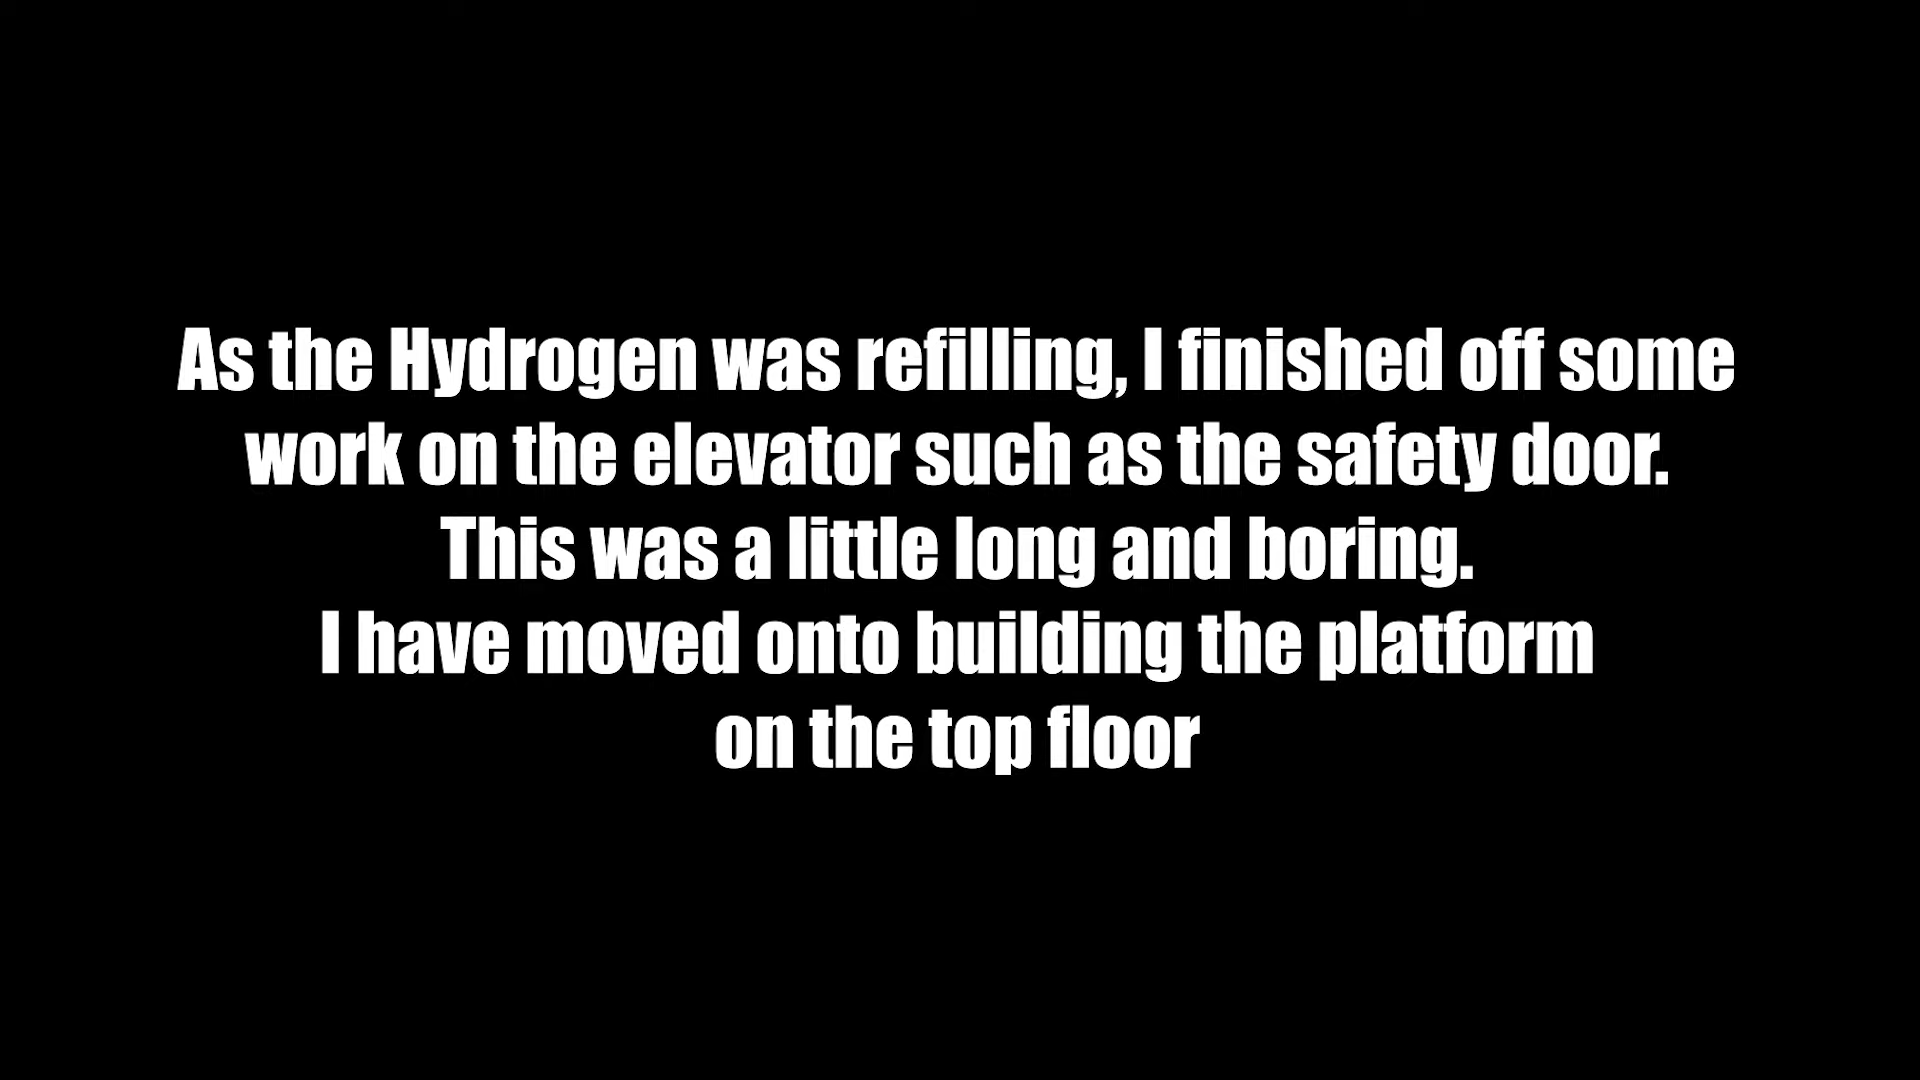 As the Hydrogen was refilling, I finished off some
work on the elevator such as the safety door.
This was a little long and boring.
I have moved onto building the platform
on the top floor